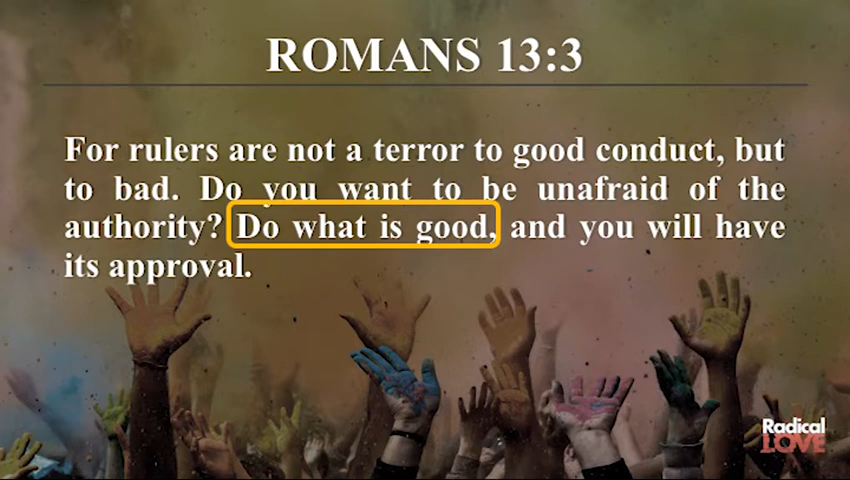 ROMANS 13:3
For rulers are not a terror to good conduct, but
to bad. Do you want to be unafraid of the
authority? Do what is good, and you will have
its approval.
Radical
LOVE